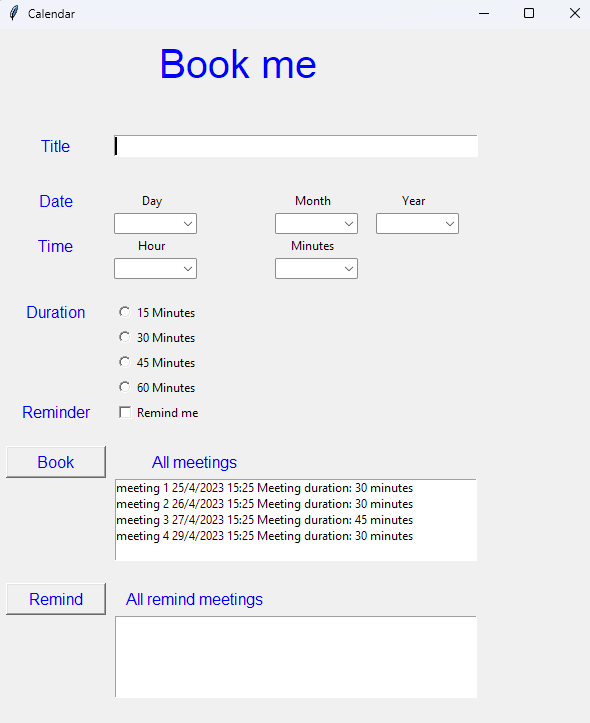 Calendar
Book me
Title
Date Day Month Year
Time Hour Minutes
Duration 15 Minutes
30 Minutes
45 Minutes
60 Minutes
Reminder Remind me
Book All meetings
meeting 1 25/4/2023 15:25 Meeting duration: 30 minutes
meeting 2 26/4/2023 15:25 Meeting duration: 30 minutes
meeting 3 27/4/2023 15:25 Meeting duration: 45 minutes
meeting 4 29/4/2023 15:25 Meeting duration: 30 minutes
Remind All remind meetings